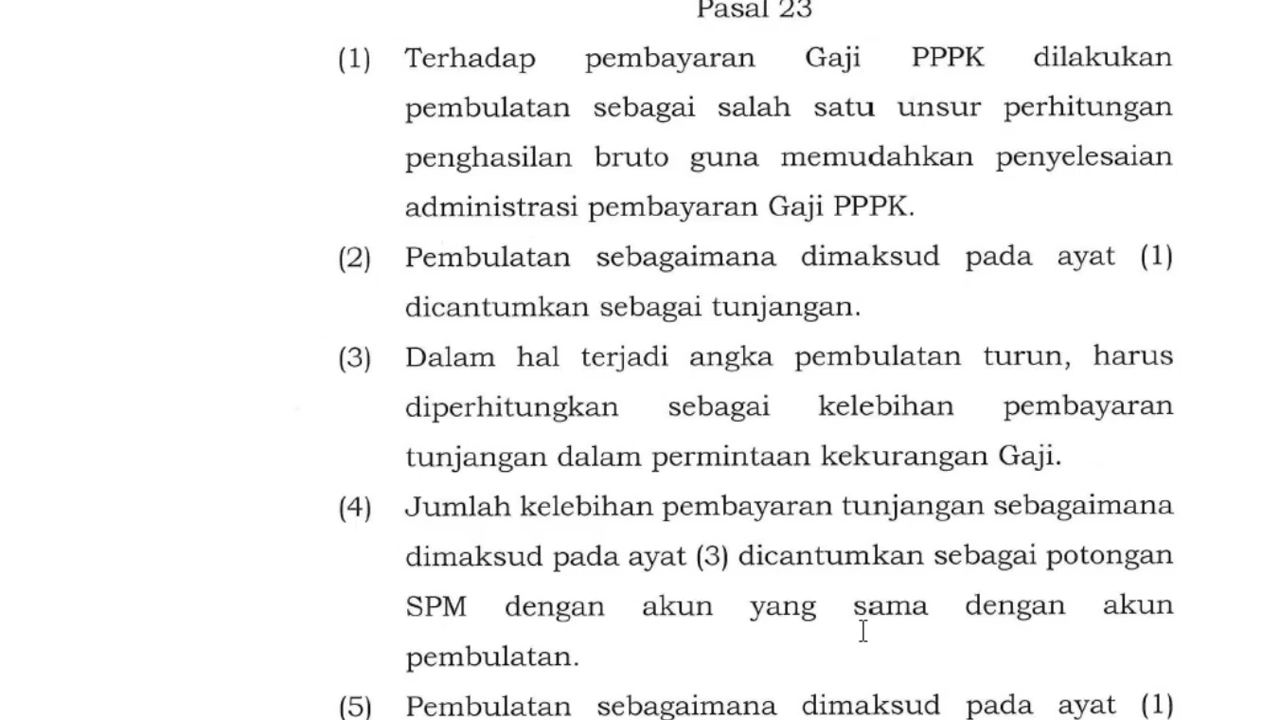 Pasal 23
(1) Terhadap pembayaran Gaji PPPK dilakukan
pembulatan sebagai salah satu unsur perhitungan
penghasilan bruto guna memudahkan penyelesaian
administrasi pembayaran Gaji PPPK.
(2) Pembulatan sebagaimana dimaksud pada ayat (1)
dicantumkan sebagai tunjangan.
(3) Dalam hal terjadi angka pembulatan turun, harus
diperhitungkan sebagai kelebihan pembayaran
tunjangan dalam permintaan kekurangan Gaji.
(4) Jumlah kelebihan pembayaran tunjangan sebagaimana
dimaksud pada ayat (3) dicantumkan sebagai potongan
SPM dengan akun yang sama dengan akun
pembulatan.
(5) Pembulatan sebagaimana dimaksud pada ayat (1)